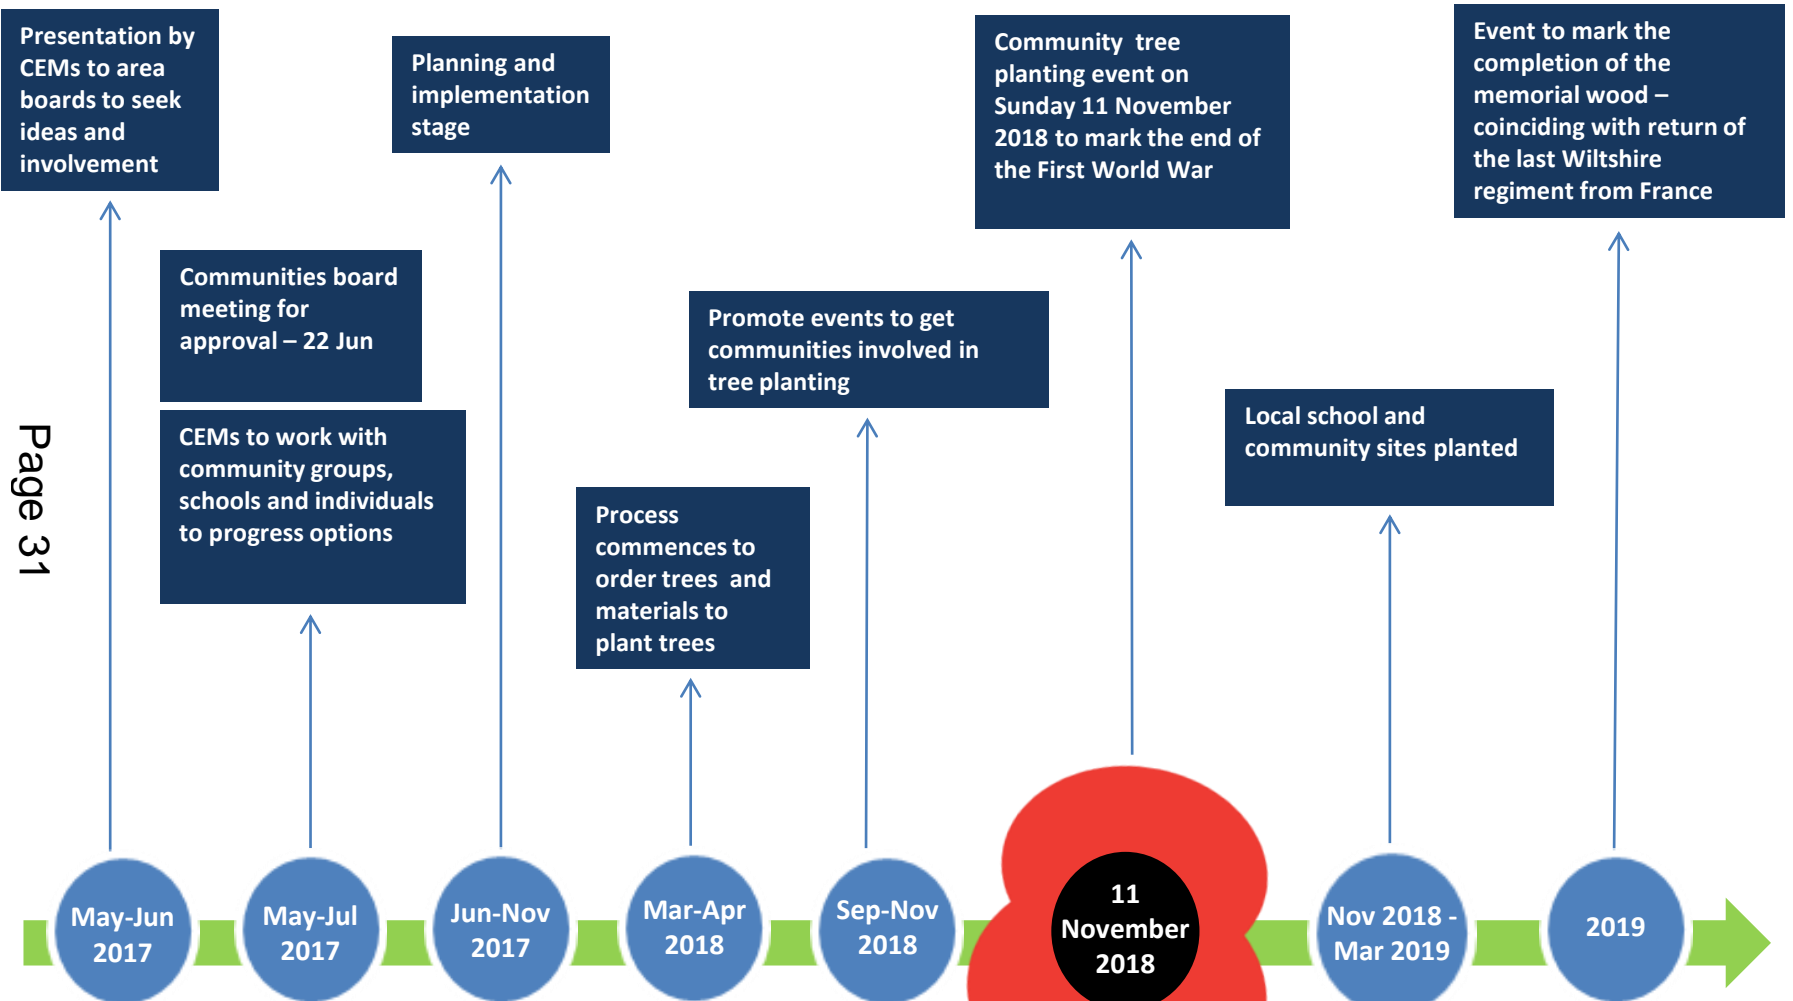 Presentation by
CEMs to area
boards to seek
ideas and
involvement
Communities board
meeting for
approval – 22 Jun
CEMs to work with
community groups,
schools and individuals
to progress options
Planning and
implementation
stage
Process
commences to
order trees and
materials to
plant trees
Promote events to get
communities involved in
tree planting
Community tree
planting event on
Sunday 11 November
2018 to mark the end of
the First World War
Local school and
community sites planted
Event to mark the
completion of the
memorial wood –
coinciding with return of
the last Wiltshire
regiment from France
Page 31
May-Jun
2017
May-Jul
2017
Jun-Nov
2017
Mar-Apr
2018
Sep-Nov
2018
11
November
2018
Nov 2018 -
Mar 2019
2019